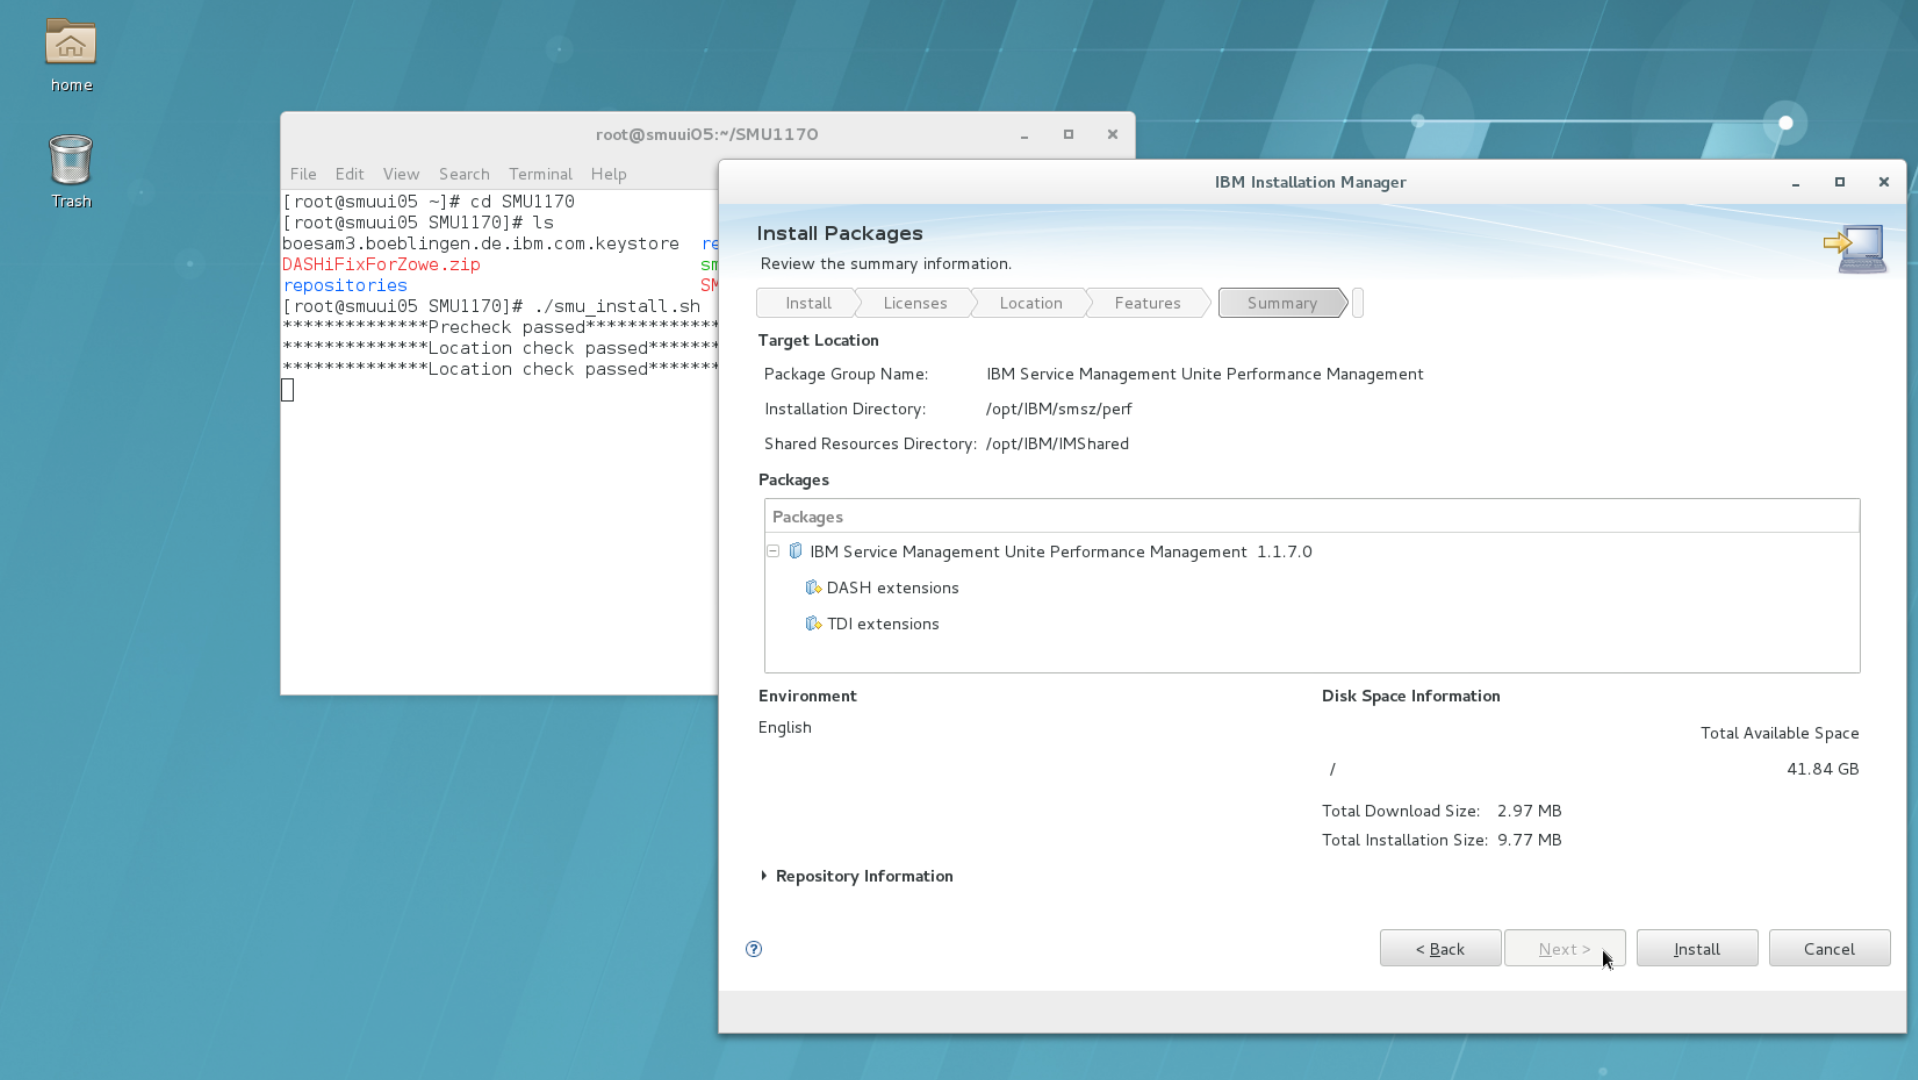 home
Trash
root@smuui05:~/SMU1170
File Edit View Search Terminal Help
[root@smuui05 ~]# cd SMU1170
[root@smuui05 SMU1170]# ls
boesam3.boeblingen.de.ibm.com.keystore re
DASHiFixForZowe.zip sm
repositories SM
[root@smuui05 SMU1170]# ./smu_install.sh
**************Precheck passed*************
**************Location check passed*******
**************Location check passed*******
IBM Installation Manager
Install Packages
Review the summary information.
Install Licenses Location Features Summary
Target Location
Package Group Name: IBM Service Management Unite Performance Management
Installation Directory: /opt/IBM/smsz/perf
Shared Resources Directory: /opt/IBM/IMShared
Packages
Packages
IBM Service Management Unite Performance Management 1.1.7.0
DASH extensions
TDI extensions
Environment
English
Disk Space Information
Total Available Space
/ 41.84 GB
Total Download Size: 2.97 MB
Total Installation Size: 9.77 MB
Repository Information
? < Back Next > Install Cancel